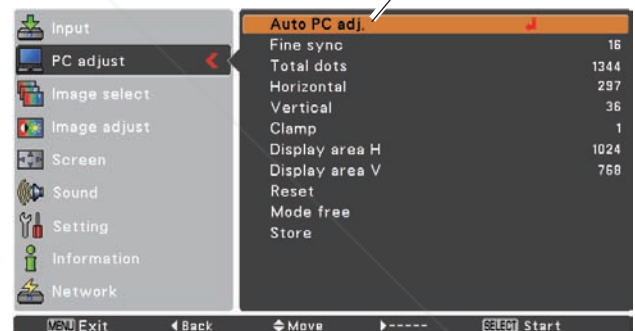 Input
PC adjust
Image select
Image adjust
Screen
Sound
Setting
Information
Network
Auto PC adj.
Fine sync 16
Total dots 1344
Horizontal 297
Vertical 36
Clamp 1
Display area H 1024
Display area V 768
Reset
Mode free
Store
MENU Exit Back Move ----- SELECT Start